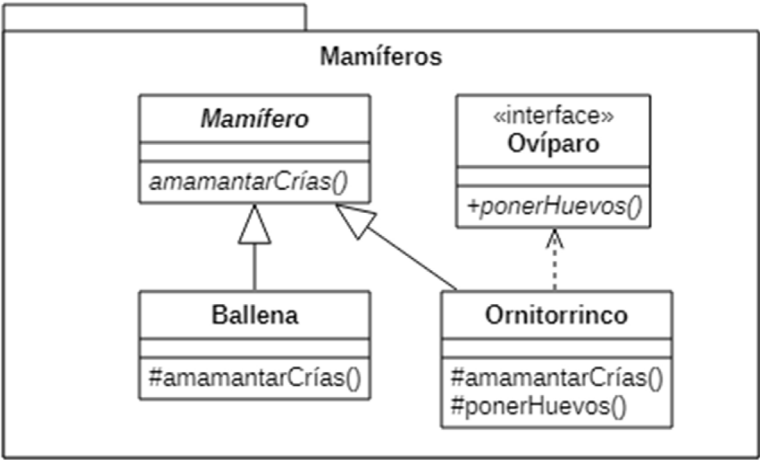 Mamíferos
Mamífero
amamantarCrías()
«interface»
Ovíparo
+ponerHuevos()
Ballena
#amamantarCrías()
Ornitorrinco
#amamantarCrías()
#ponerHuevos()